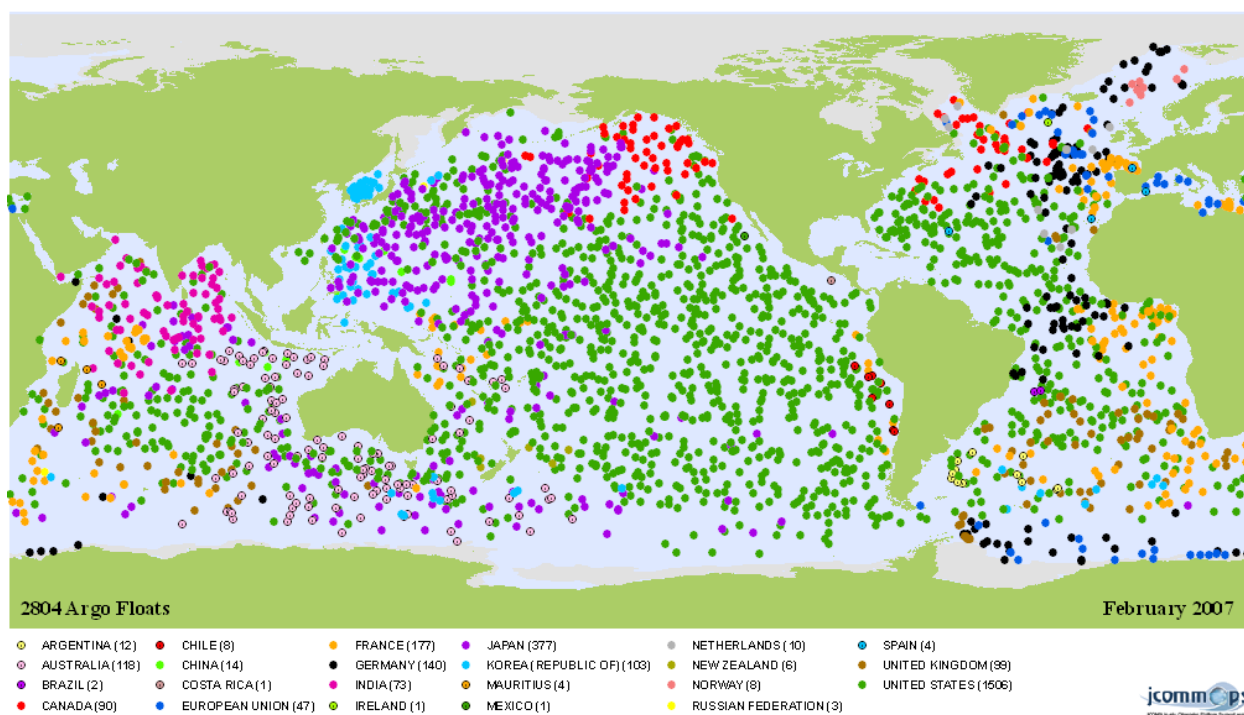 2804 Argo Floats
February 2007
ARGENTINA (12)
AUSTRALIA (118)
BRAZIL (2)
CANADA (90)
CHILE (8)
CHINA (14)
COSTA RICA (1)
EUROPEAN UNION (47)
FRANCE (177)
GERMANY (140)
INDIA (73)
IRELAND (1)
JAPAN (377)
KOREA (REPUBLIC OF) (103)
MAURITIUS (4)
MEXICO (1)
NETHERLANDS (10)
NEW ZEALAND (6)
NORWAY (8)
RUSSIAN FEDERATION (3)
SPAIN (4)
UNITED KINGDOM (99)
UNITED STATES (1506)
jcomm ps